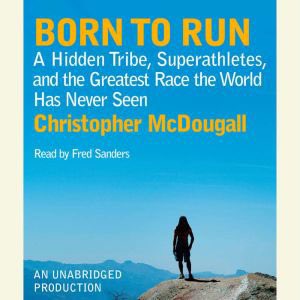 BORN TO RUN
A Hidden Tribe, Superathletes,
and the Greatest Race the World
Has Never Seen
Christopher McDougall
Read by Fred Sanders
AN UNABRIDGED
PRODUCTION